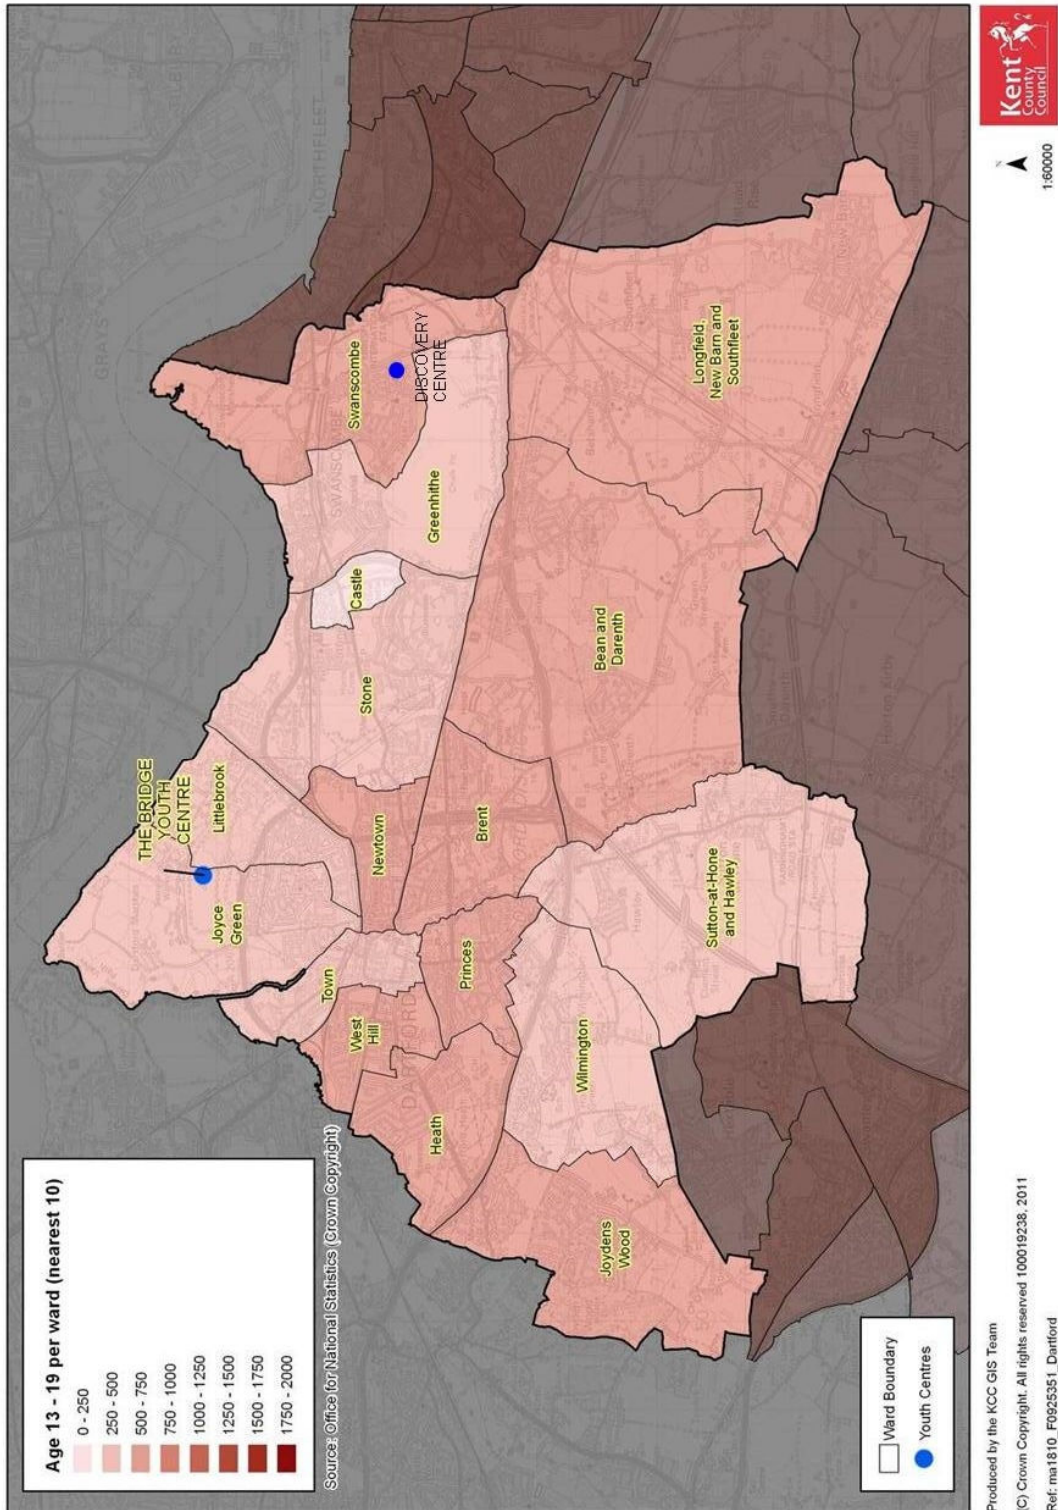 Age 13 - 19 per ward (nearest 10)
0 - 250
250 - 500
500 - 750
750 - 1000
1000 - 1250
1250 - 1500
1500 - 1750
1750 - 2000
Source: Office for National Statistics (Crown Copyright)
GRAYS
NORTHFLEET
THE BRIDGE
YOUTH
CENTRE
Joyce
Green
Littlebrook
Swanscombe
DISCOVERY
CENTRE
Town
Castle
West
Hill
Newtown
Stone
Greenhithe
DARTFORD
Heath
Princes
Brent
Joydens
Wood
Wilmington
Bean and
Darenth
Sutton-at-Hone
and Hawley
Longfield,
New Barn and
Southfleet
Horton Kirby
Ward Boundary
Youth Centres
Produced by the KCC GIS Team
(C) Crown Copyright. All rights reserved 100019238, 2011
Ref: ma1810_F0925351_Dartford
N
1:60000
Kent
County
Council